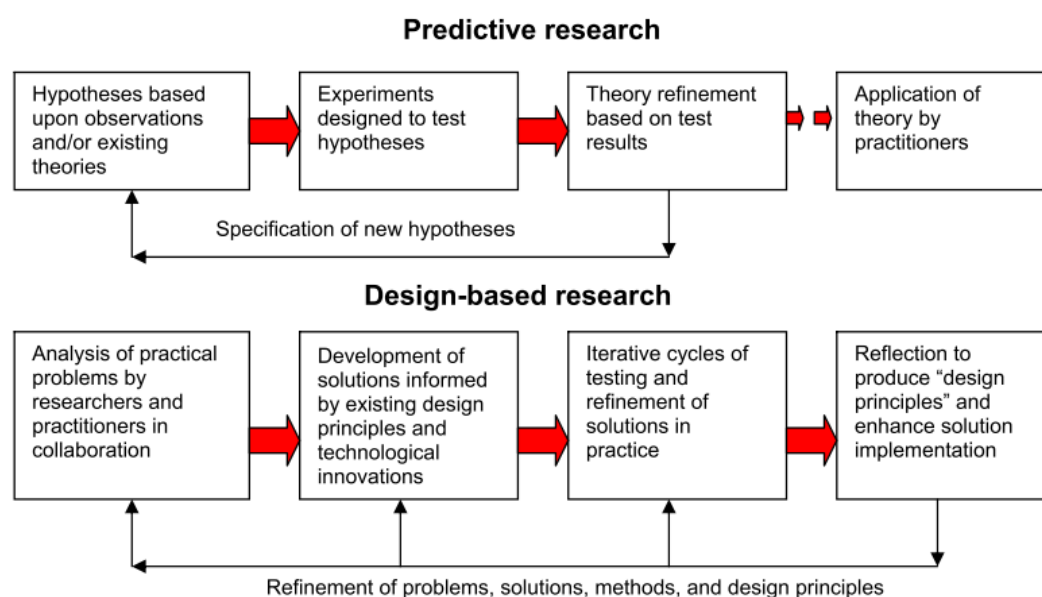 Predictive research
Hypotheses based
upon observations
and/or existing
theories
Experiments
designed to test
hypotheses
Theory refinement
based on test
results
Application of
theory by
practitioners
Specification of new hypotheses
Design-based research
Analysis of practical
problems by
researchers and
practitioners in
collaboration
Development of
solutions informed
by existing design
principles and
technological
innovations
Iterative cycles of
testing and
refinement of
solutions in
practice
Reflection to
produce “design
principles” and
enhance solution
implementation
Refinement of problems, solutions, methods, and design principles